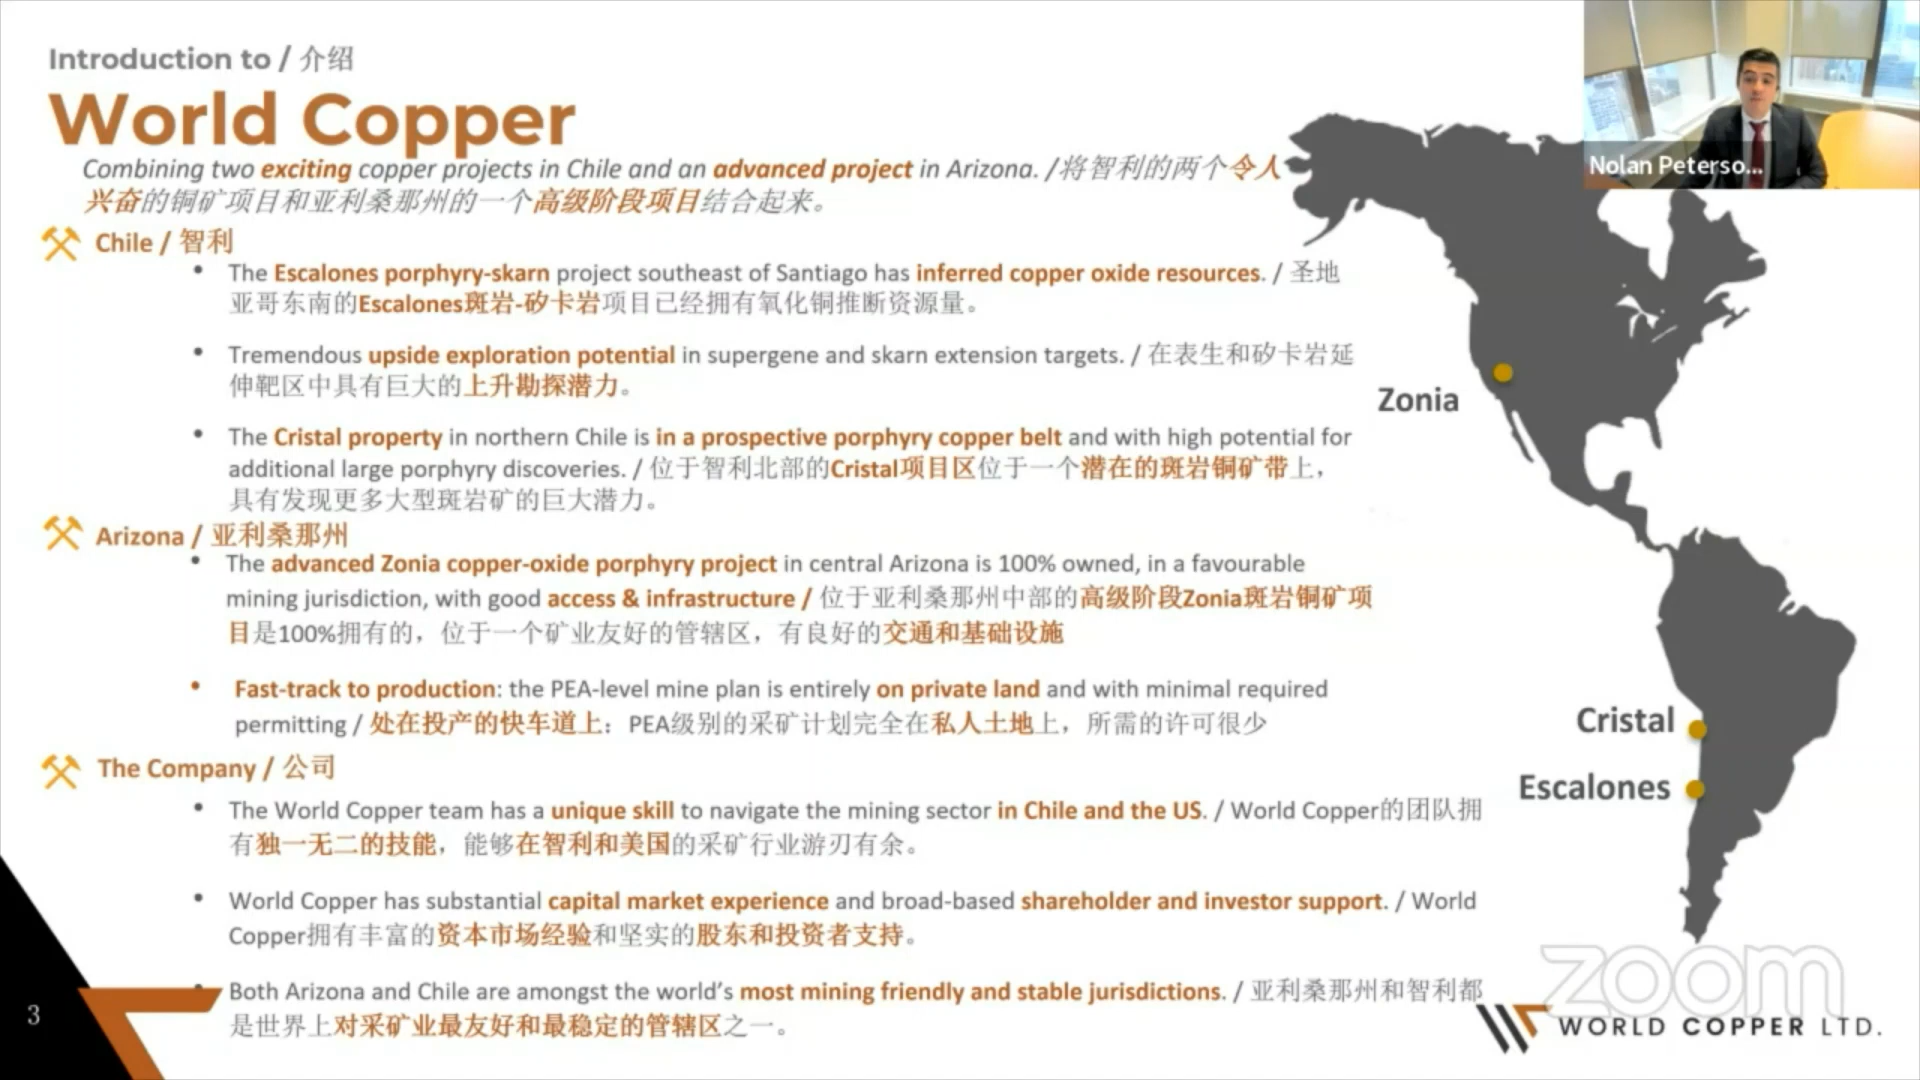 Introduction to / 介绍
World Copper
Combining two exciting copper projects in Chile and an advanced project in Arizona. /将智利的两个令人
兴奋的铜矿项目和亚利桑那州的一个高级阶段项目结合起来。
Chile / 智利
• The Escalones porphyry-skarn project southeast of Santiago has inferred copper oxide resources. / 圣地
亚哥东南的Escalones斑岩-矽卡岩项目已经拥有氧化铜推断资源量。
• Tremendous upside exploration potential in supergene and skarn extension targets. / 在表生和矽卡岩延
伸靶区中具有巨大的上升勘探潜力。
• The Cristal property in northern Chile is in a prospective porphyry copper belt and with high potential for
additional large porphyry discoveries. / 位于智利北部的Cristal项目区位于一个潜在的斑岩铜矿带上，
具有发现更多大型斑岩矿的巨大潜力。
Arizona / 亚利桑那州
• The advanced Zonia copper-oxide porphyry project in central Arizona is 100% owned, in a favourable
mining jurisdiction, with good access & infrastructure / 位于亚利桑那州中部的高级阶段Zonia斑岩铜矿项
目是100%拥有的，位于一个矿业友好的管辖区，有良好的交通和基础设施
• Fast-track to production: the PEA-level mine plan is entirely on private land and with minimal required
permitting / 处在投产的快车道上：PEA级别的采矿计划完全在私人土地上，所需的许可很少
The Company / 公司
• The World Copper team has a unique skill to navigate the mining sector in Chile and the US. / World Copper的团队拥
有独一无二的技能，能够在智利和美国的采矿行业游刃有余。
• World Copper has substantial capital market experience and broad-based shareholder and investor support. / World
Copper拥有丰富的资本市场经验和坚实的股东和投资者支持。
• Both Arizona and Chile are amongst the world’s most mining friendly and stable jurisdictions. / 亚利桑那州和智利都
是世界上对采矿业最友好和最稳定的管辖区之一。
3
Nolan Peterso...
Zonia
Cristal
Escalones
zoom
WORLD COPPER LTD.